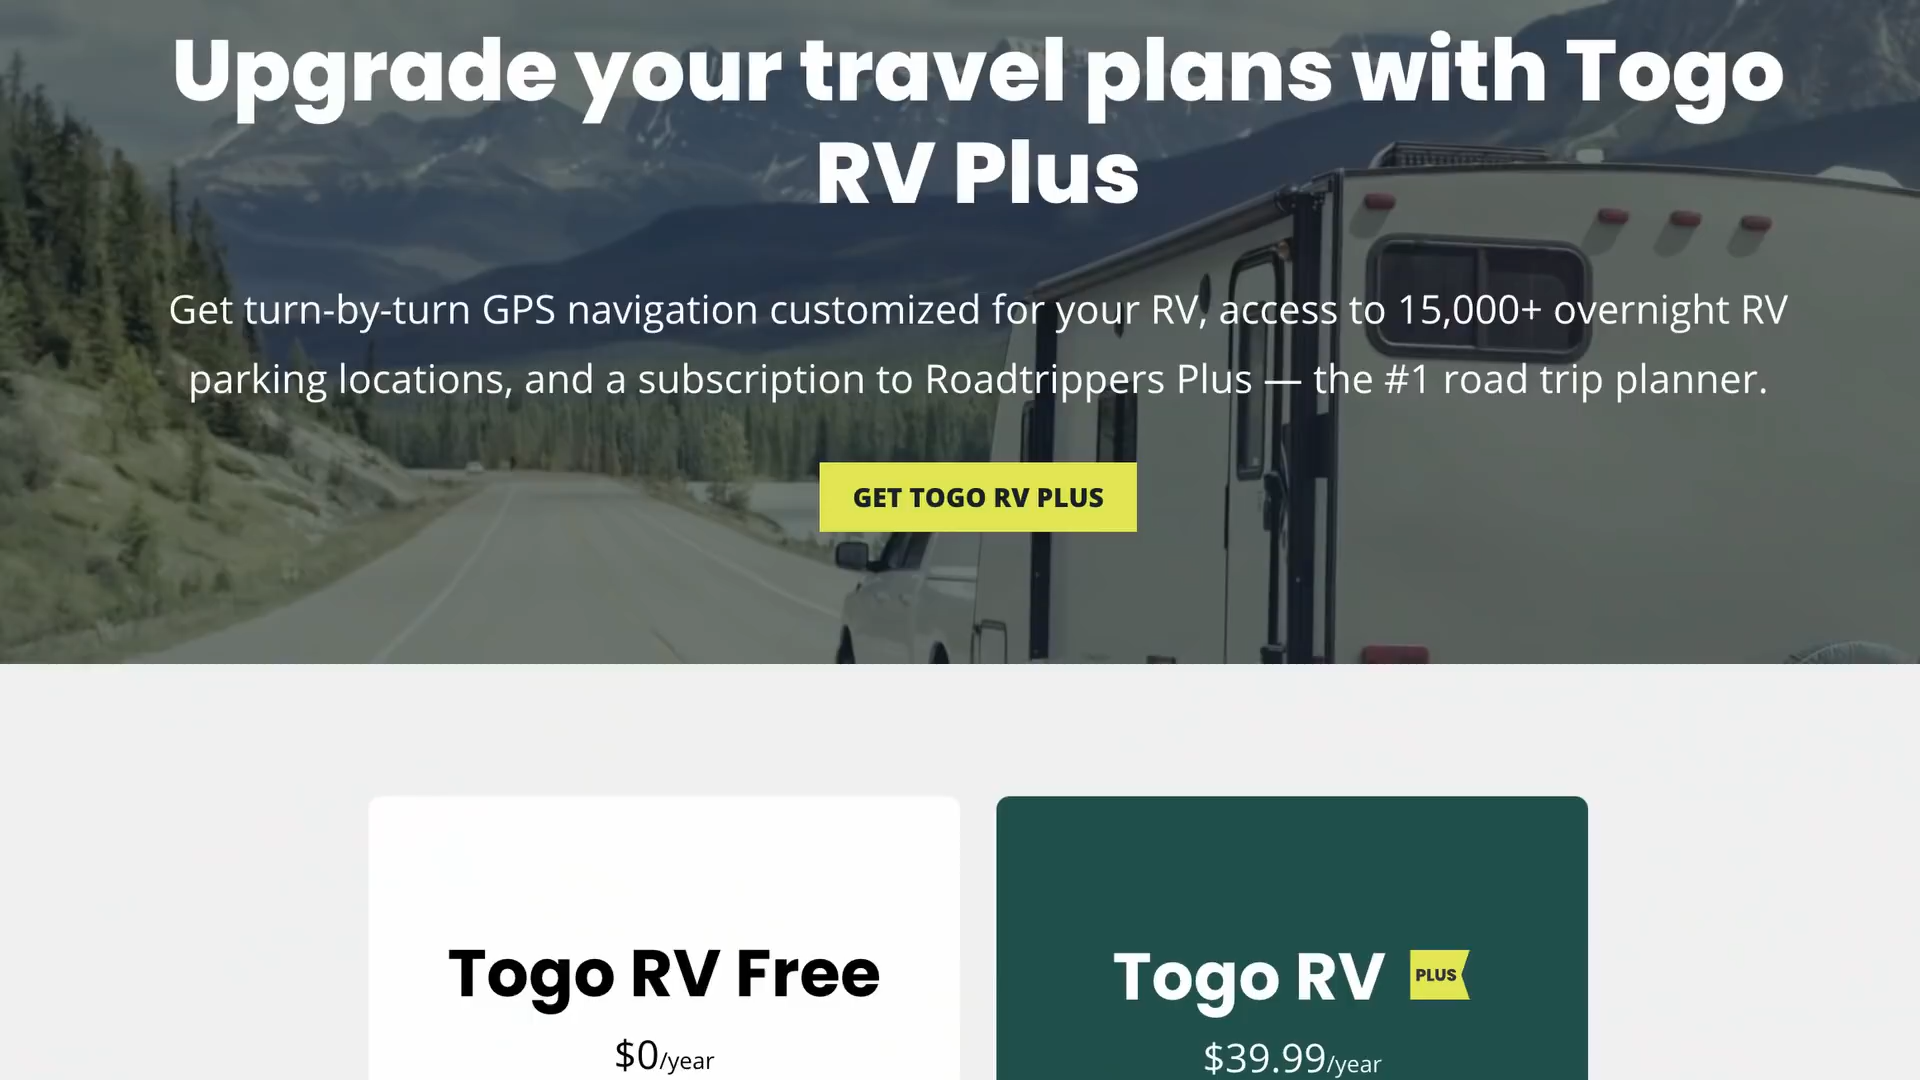 Upgrade your travel plans with Togo
RV Plus
Get turn-by-turn GPS navigation customized for your RV, access to 15,000+ overnight RV
parking locations, and a subscription to Roadtrippers Plus — the #1 road trip planner.
GET TOGO RV PLUS
Togo RV Free
$0/year
Togo RV PLUS
$39.99/year